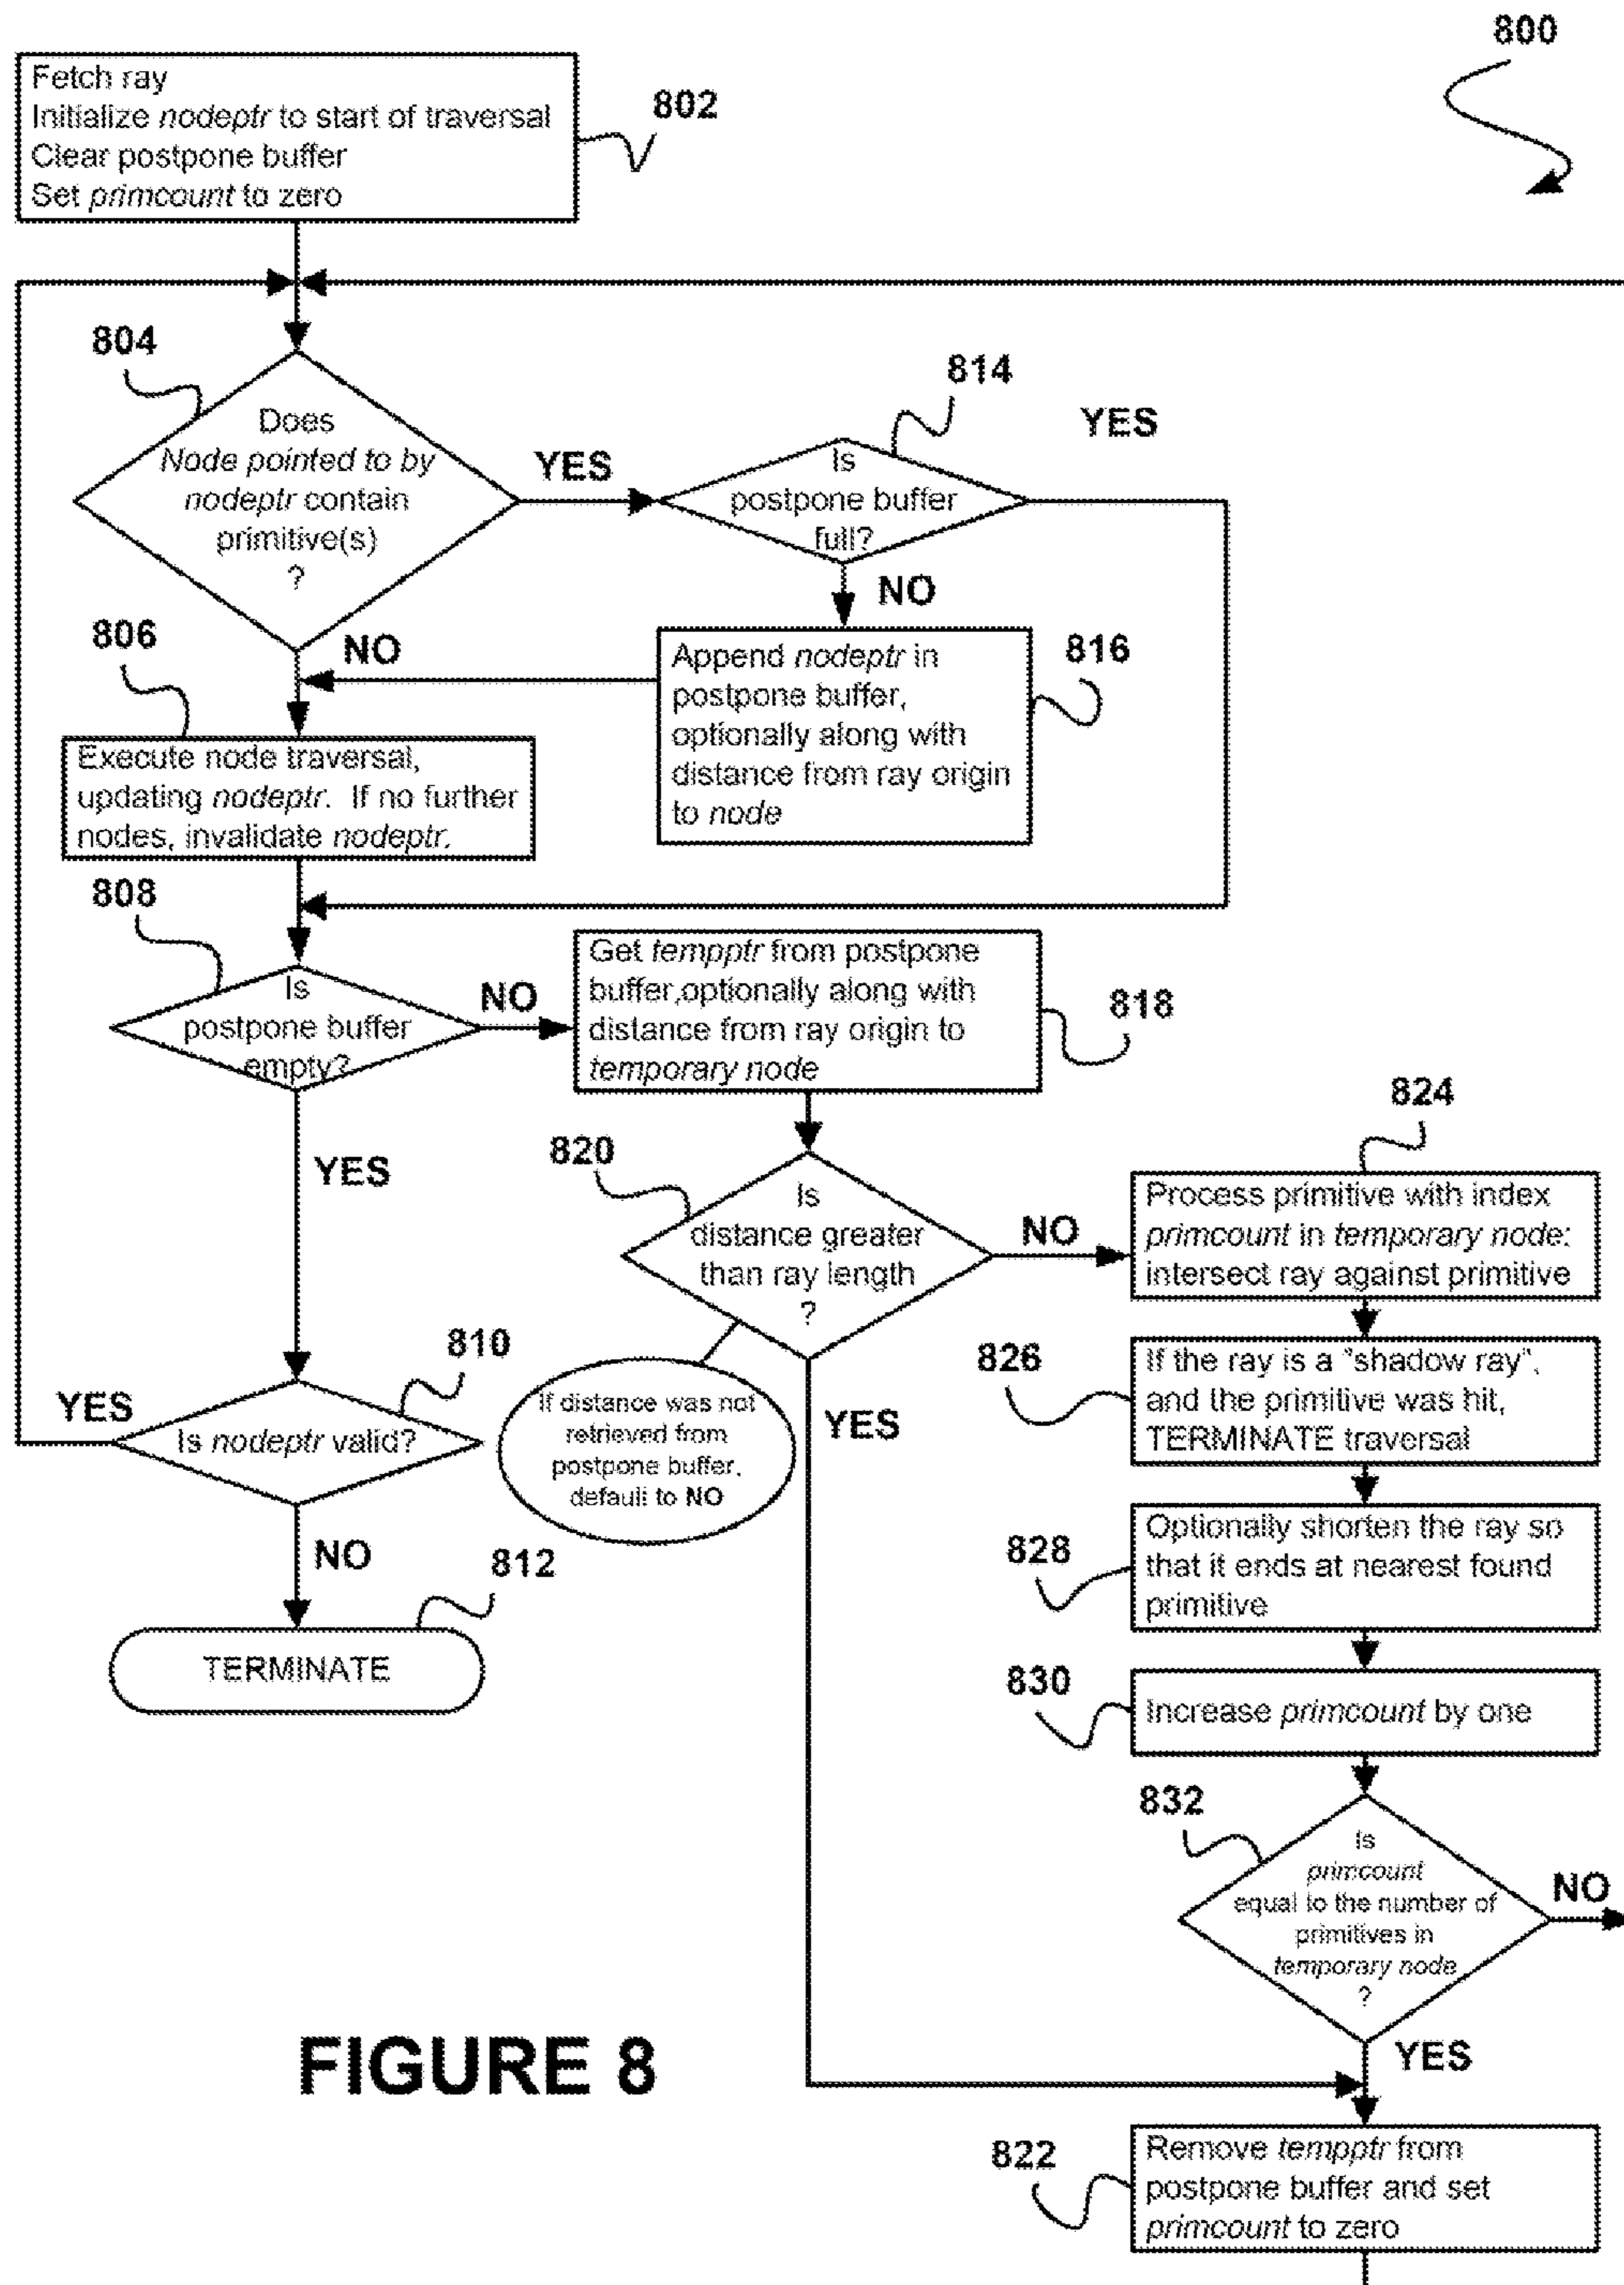 800
Fetch ray
Initialize nodeptr to start of traversal
Clear postpone buffer
Set primcount to zero
802
804
Does
Node pointed to by
nodeptr contain
primitive(s)
?
YES
814
Is
postpone buffer
full?
YES
NO
NO
806
Append nodeptr in
postpone buffer,
optionally along with
distance from ray origin
to node
816
Execute node traversal,
updating nodeptr. If no further
nodes, invalidate nodeptr.
808
Is
postpone buffer
empty?
NO
Get tempptr from postpone
buffer,optionally along with
distance from ray origin to
temporary node
818
YES
820
Is
distance greater
than ray length
?
NO
824
Process primitive with index
primcount in temporary node:
intersect ray against primitive
810
YES
Is nodeptr valid?
If distance was not
retrieved from
postpone buffer,
default to NO
YES
826
If the ray is a "shadow ray",
and the primitive was hit,
TERMINATE traversal
NO
812
TERMINATE
828
Optionally shorten the ray so
that it ends at nearest found
primitive
830
Increase primcount by one
832
Is
primcount
equal to the number of
primitives in
temporary node
?
NO
YES
FIGURE 8
822
Remove tempptr from
postpone buffer and set
primcount to zero